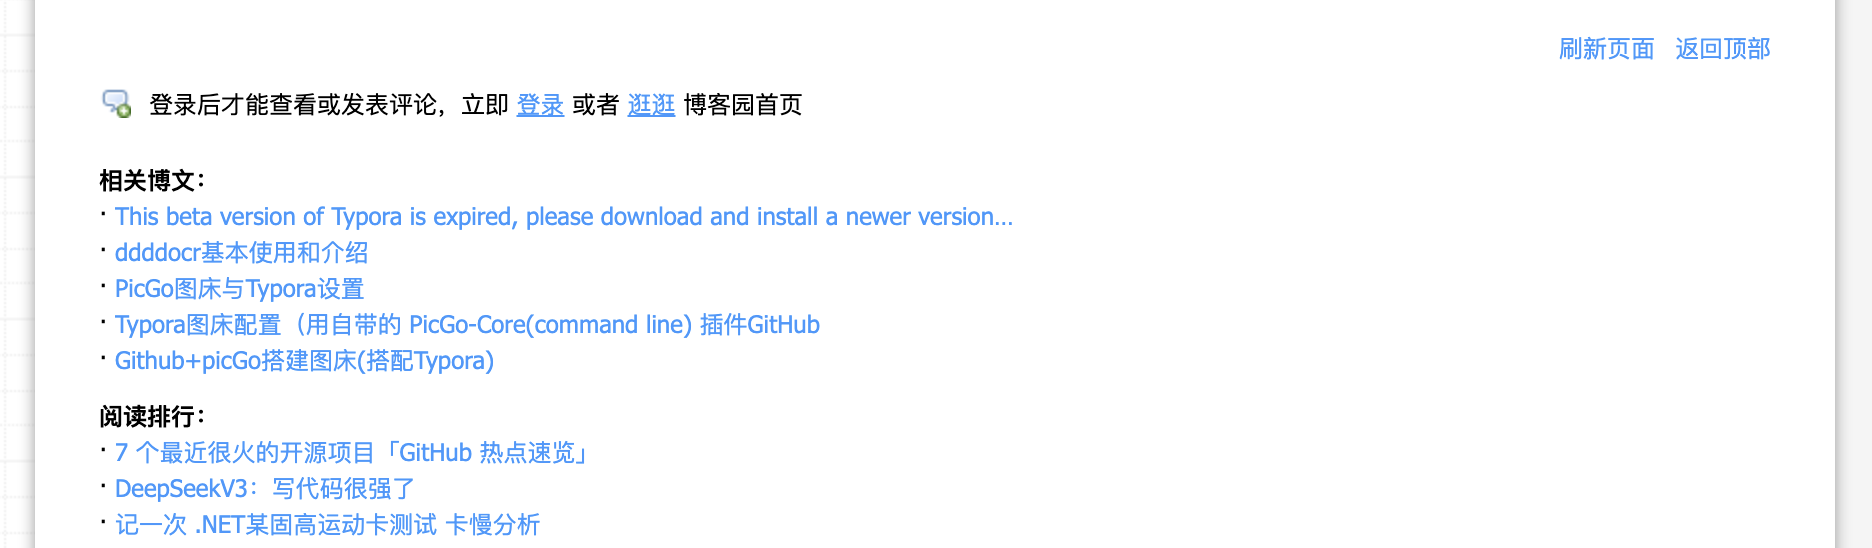 刷新页面 返回顶部
登录后才能查看或发表评论，立即 登录 或者 逛逛 博客园首页
相关博文：
· This beta version of Typora is expired, please download and install a newer version...
· ddddocr基本使用和介绍
· PicGo图床与Typora设置
· Typora图床配置（用自带的 PicGo-Core(command line) 插件GitHub
· Github+picGo搭建图床(搭配Typora)
阅读排行：
· 7 个最近很火的开源项目「GitHub 热点速览」
· DeepSeekV3：写代码很强了
· 记一次 .NET某固高运动卡测试 卡慢分析